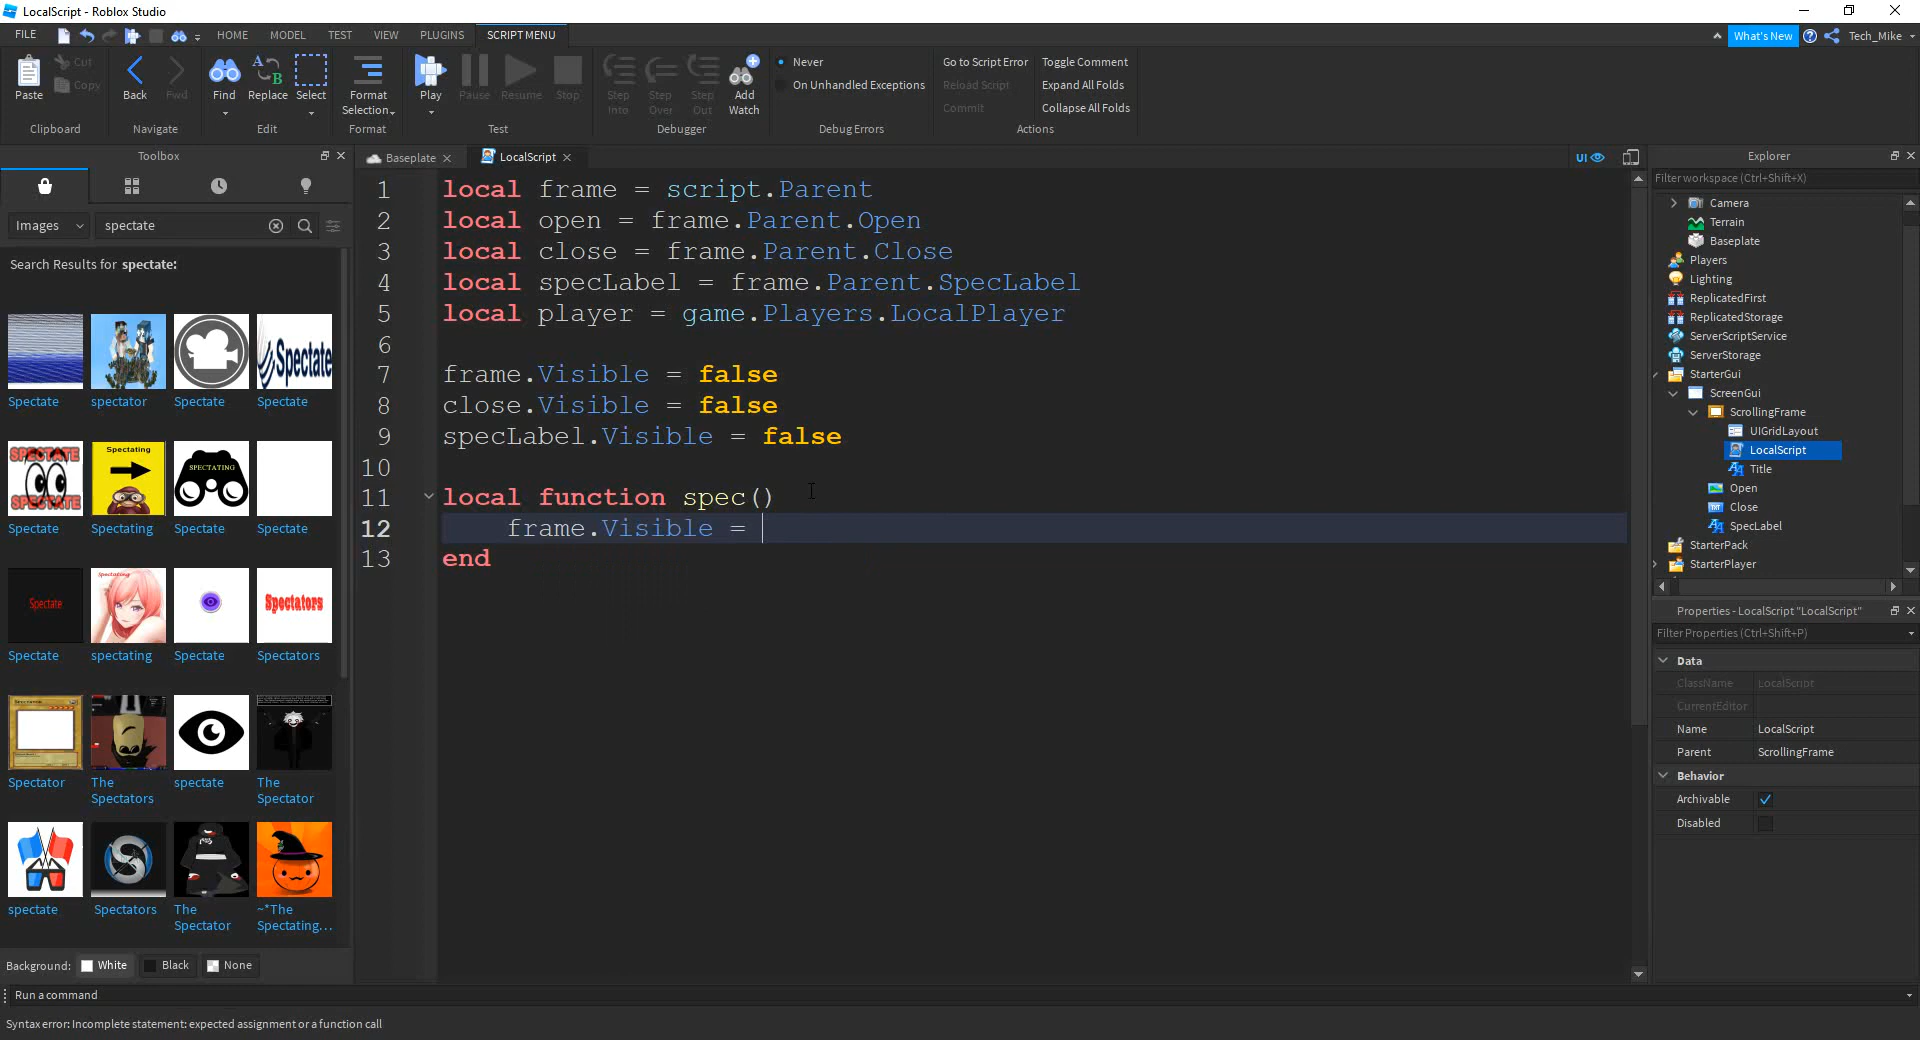 LocalScript - Roblox Studio
FILE HOME MODEL TEST VIEW PLUGINS SCRIPT MENU What's New Tech_Mike
Paste Cut Copy
Clipboard
Back Fwd
Navigate
Find Replace Select
Edit
Format Selection
Format
Play Pause Resume Stop
Test
Step Into Step Over Step Out Add Watch
Debugger
Never
On Unhandled Exceptions
Debug Errors
Go to Script Error Toggle Comment
Reload Script Expand All Folds
Commit Collapse All Folds
Actions
Toolbox
Images spectate
Search Results for spectate:
Spectate
Spectate spectator Spectate Spectate
SPECTATE
Spectating
SPECTATING
Spectate Spectating Spectate Spectate
Spectate
Spectating
Spectators
Spectate spectating Spectate Spectators
Spectator The Spectators spectate The Spectator
spectate Spectators The Spectator ~*The Spectating...
Background: White Black None
Baseplate LocalScript UI
1 local frame = script.Parent
2 local open = frame.Parent.Open
3 local close = frame.Parent.Close
4 local specLabel = frame.Parent.SpecLabel
5 local player = game.Players.LocalPlayer
6
7 frame.Visible = false
8 close.Visible = false
9 specLabel.Visible = false
10
11 local function spec()
12 frame.Visible =
13 end
Explorer
Filter workspace (Ctrl+Shift+X)
Camera
Terrain
Baseplate
Players
Lighting
ReplicatedFirst
ReplicatedStorage
ServerScriptService
ServerStorage
StarterGui
ScreenGui
ScrollingFrame
UIGridLayout
LocalScript
Title
Open
Close
SpecLabel
StarterPack
StarterPlayer
Properties - LocalScript "LocalScript"
Filter Properties (Ctrl+Shift+P)
Data
ClassName LocalScript
CurrentEditor
Name LocalScript
Parent ScrollingFrame
Behavior
Archivable
Disabled
Run a command
Syntax error: Incomplete statement: expected assignment or a function call